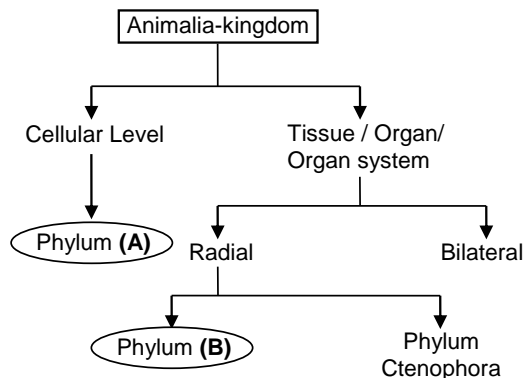 Animalia-kingdom
Cellular Level
Tissue / Organ/
Organ system
Phylum (A)
Radial
Bilateral
Phylum (B)
Phylum
Ctenophora